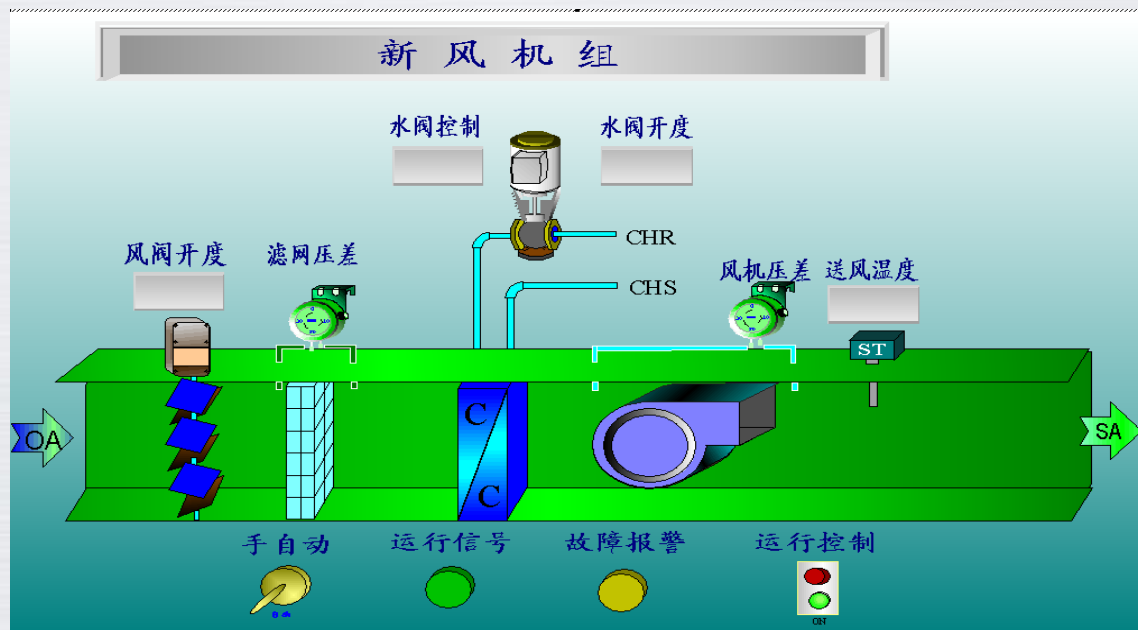 新风机组
水阀控制
水阀开度
CHR
风阀开度
滤网压差
CHS
风机压差
送风温度
ST
OA
C
C
SA
手自动
运行信号
故障报警
运行控制
ON